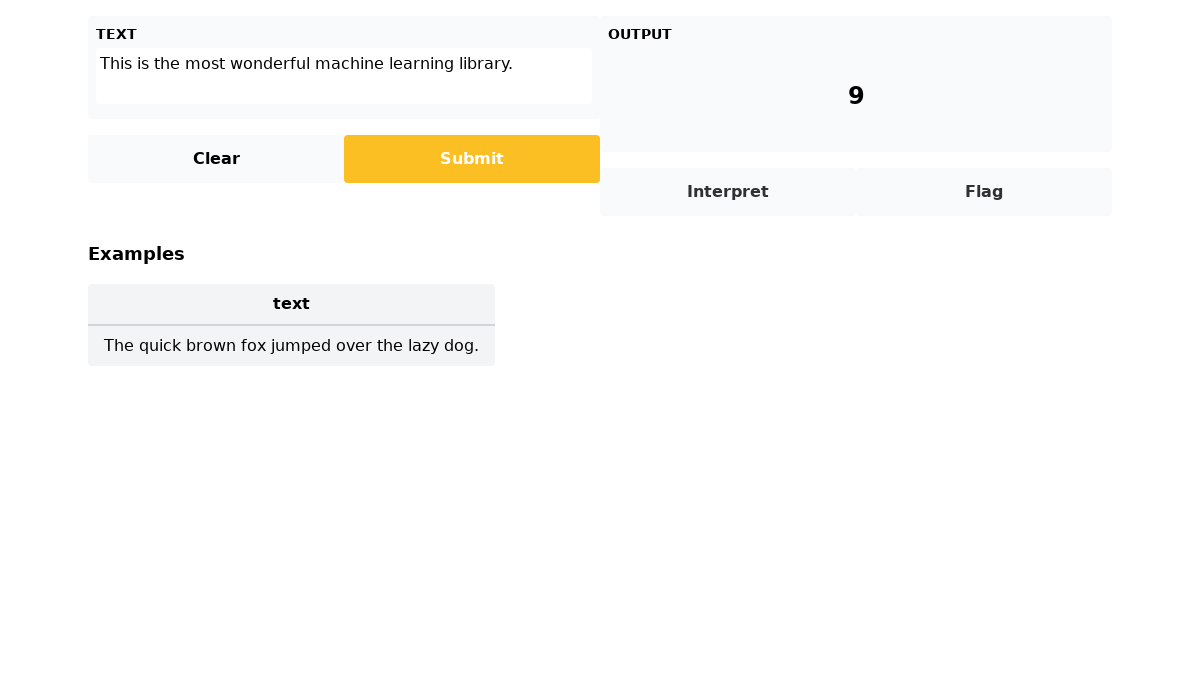 TEXT
This is the most wonderful machine learning library.
Clear
Submit
OUTPUT
9
Interpret
Flag
Examples
text
The quick brown fox jumped over the lazy dog.